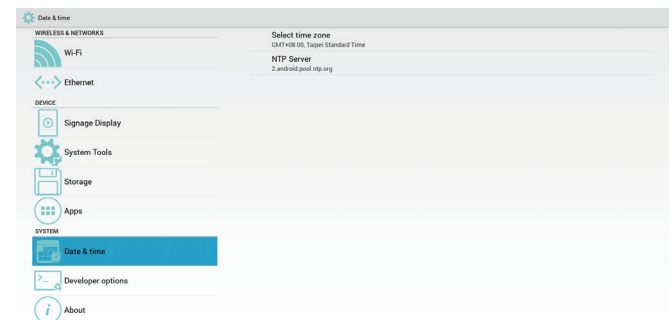 Date & time
WIRELESS & NETWORKS
Wi-Fi
Ethernet
DEVICE
Signage Display
System Tools
Storage
Apps
SYSTEM
Date & time
Developer options
About
Select time zone
GMT+08:00, Taipei Standard Time
NTP Server
2.android.pool.ntp.org